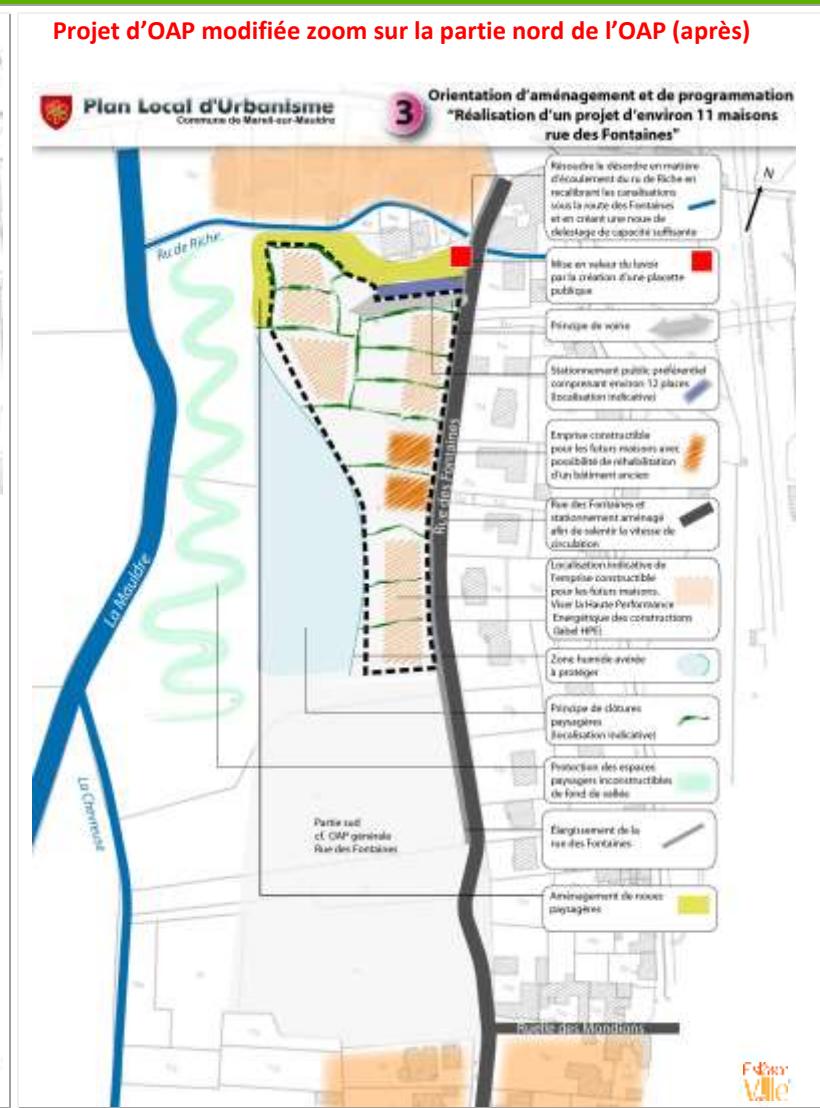 Projet d'OAP modifiée zoom sur la partie nord de l'OAP (après)
Plan Local d'Urbanisme
Commune de Mareil-sur-Mauldre
3
Orientation d'aménagement et de programmation
"Réalisation d'un projet d'environ 11 maisons
rue des Fontaines"
Résoudre le désordre en matière
d'écoulement du ru de Riche en
recalibrant les canalisations
sous la route des Fontaines
et en créant une noue de
délestage de capacité suffisante
N
Ru de Riche
Mise en valeur du lavoir
par la création d'une placette
publique
Principe de voirie
Stationnement public préférentiel
comprenant environ 12 places
(localisation indicative)
Emprise constructible
pour les futurs maisons avec
possibilité de réhabilitation
d'un bâtiment ancien
Rue des Fontaines
Rue des Fontaines et
stationnement aménagé
afin de ralentir la vitesse de
circulation
Localisation indicative de
l'emprise constructible
pour les futurs maisons.
Viser la Haute Performance
Energétique des constructions
(label HPE)
La Mauldre
Zone humide avérée
à protéger
Principe de clôtures
paysagères
(localisation indicative)
Protection des espaces
paysagers inconstructibles
de fond de vallée
La Chevreuse
Partie sud
cf. OAP générale
Rue des Fontaines
Élargissement de la
rue des Fontaines
Aménagement de noues
paysagères
Ruelle des Mondions
Ville